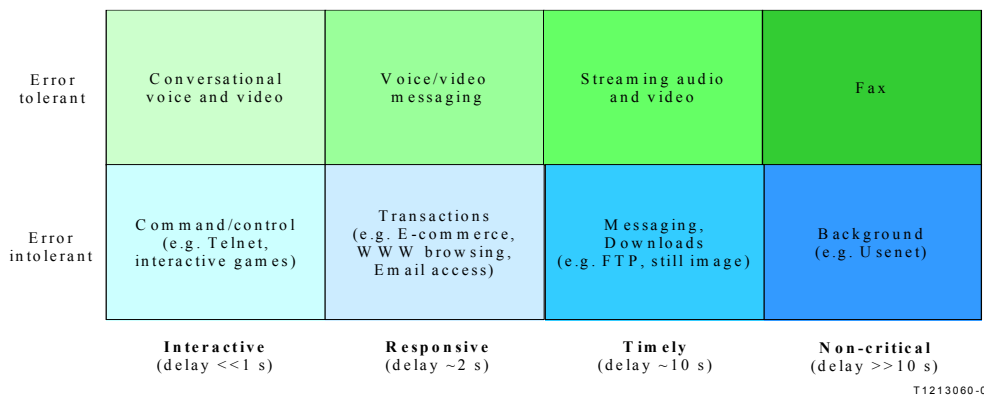 Error
tolerant
Conversational
voice and video
Voice/video
messaging
Streaming audio
and video
Fax
Error
intolerant
Command/control
(e.g. Telnet,
interactive games)
Transactions
(e.g. E-commerce,
WWW browsing,
Email access)
Messaging,
Downloads
(e.g. FTP, still image)
Background
(e.g. Usenet)
Interactive
(delay <<1 s)
Responsive
(delay ~2 s)
Timely
(delay ~10 s)
Non-critical
(delay >>10 s)
T1213060-0